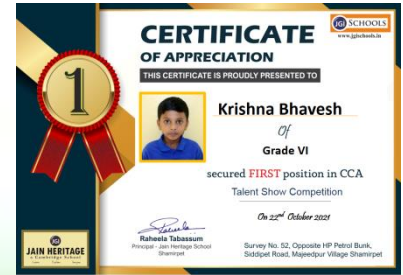 CERTIFICATE
OF APPRECIATION
JGI SCHOOLS
www.jgischools.in
THIS CERTIFICATE IS PROUDLY PRESENTED TO
1
Krishna Bhavesh
Of
Grade VI
secured FIRST position in CCA
Talent Show Competition
On 22nd October 2021
Raheela Tabassum
Principal - Jain Heritage School
Shamirpet
Survey No. 52, Opposite HP Petrol Bunk,
Siddipet Road, Majeedpur Village Shamirpet
JGI
JAIN HERITAGE
a Cambridge School